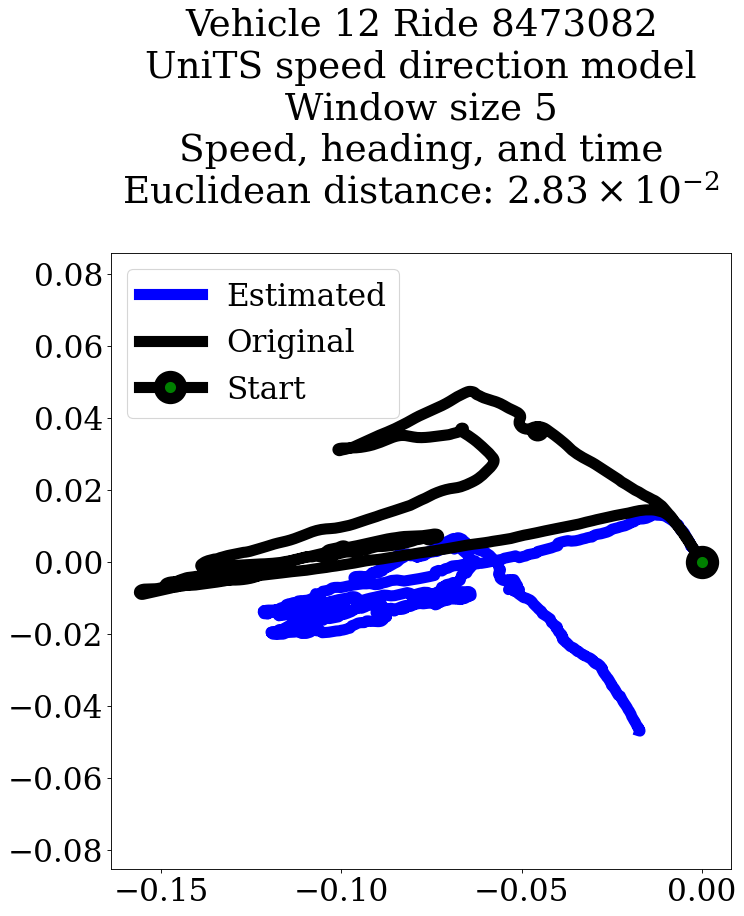 Vehicle 12 Ride 8473082
UniTS speed direction model
Window size 5
Speed, heading, and time
Euclidean distance: 2.83 × 10⁻²
Estimated
Original
Start
0.08
0.06
0.04
0.02
0.00
−0.02
−0.04
−0.06
−0.08
−0.15 −0.10 −0.05 0.00